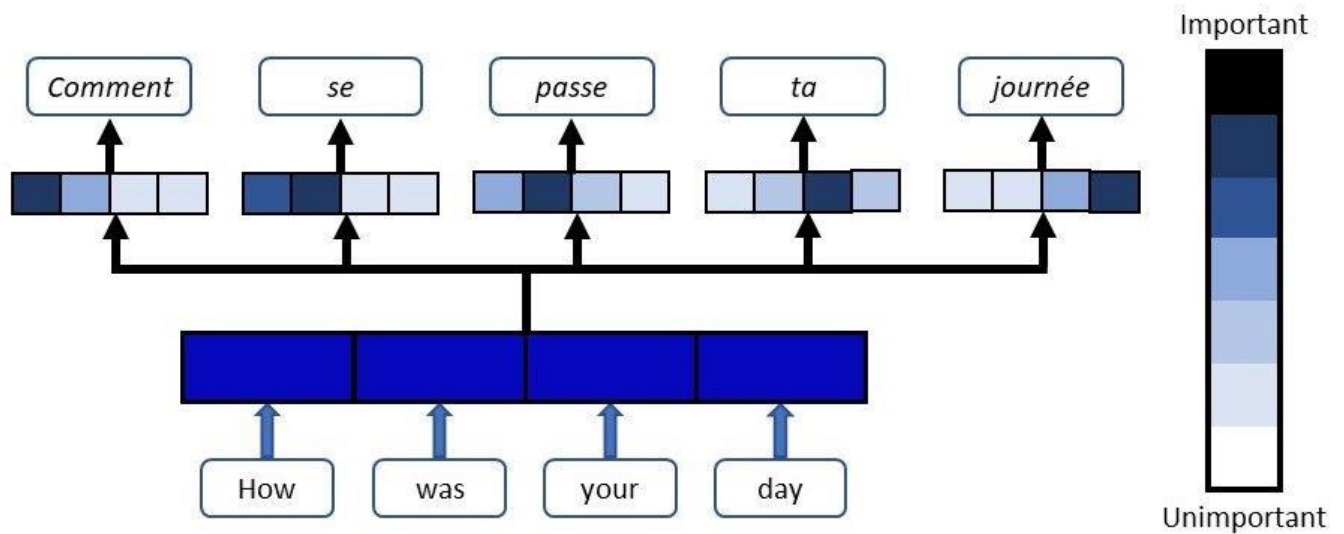 Important
Comment
se
passe
ta
journée
How
was
your
day
Unimportant